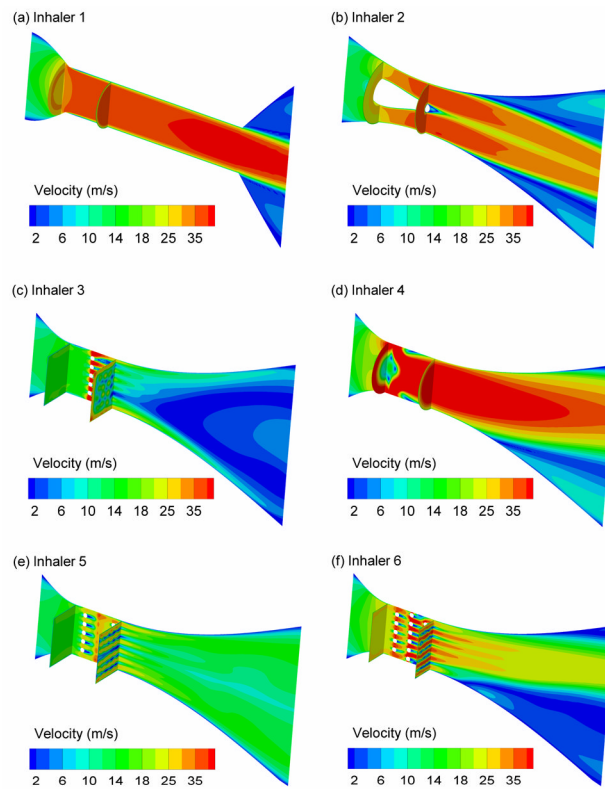 (a) Inhaler 1
(b) Inhaler 2
Velocity (m/s)
2 6 10 14 18 25 35
Velocity (m/s)
2 6 10 14 18 25 35
(c) Inhaler 3
(d) Inhaler 4
Velocity (m/s)
2 6 10 14 18 25 35
Velocity (m/s)
2 6 10 14 18 25 35
(e) Inhaler 5
(f) Inhaler 6
Velocity (m/s)
2 6 10 14 18 25 35
Velocity (m/s)
2 6 10 14 18 25 35